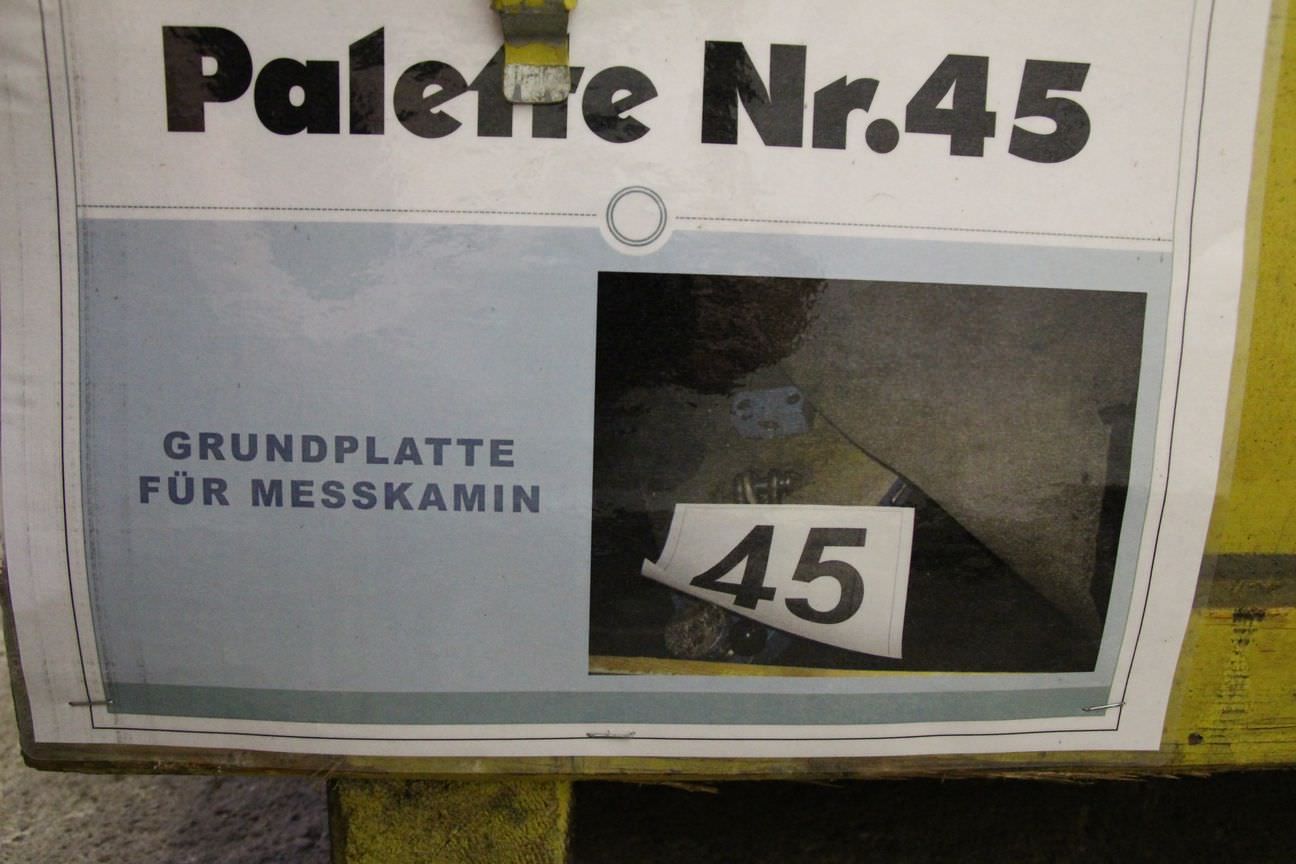 Palette Nr.45
GRUNDPLATTE
FÜR MESSKAMIN
45